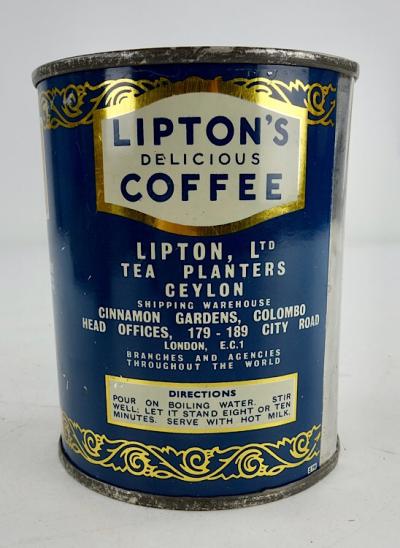 LIPTON'S
DELICIOUS
COFFEE
LIPTON, LTD
TEA PLANTERS
CEYLON
SHIPPING WAREHOUSE
CINNAMON GARDENS, COLOMBO
HEAD OFFICES, 179-189 CITY ROAD
LONDON, E.C.1
BRANCHES AND AGENCIES
THROUGHOUT THE WORLD
DIRECTIONS
POUR ON BOILING WATER. STIR
WELL; LET IT STAND EIGHT OR TEN
MINUTES. SERVE WITH HOT MILK.